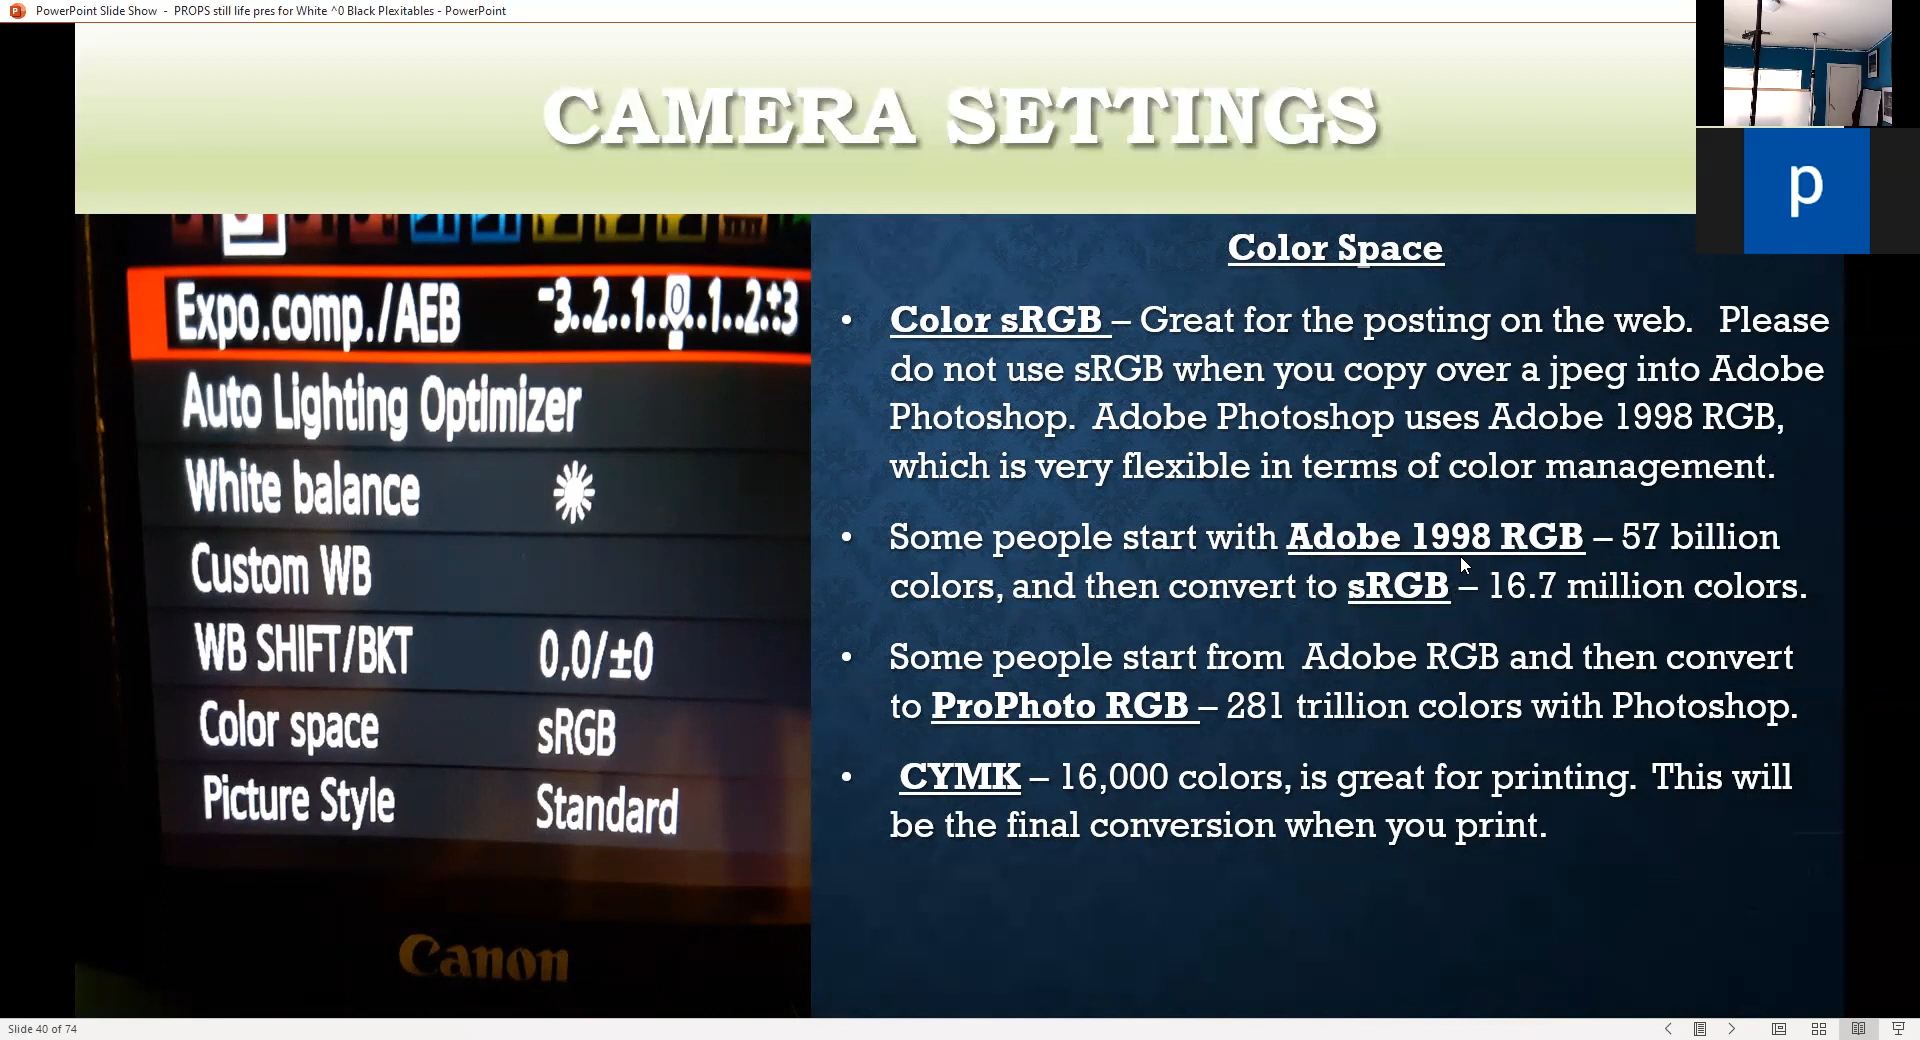 PowerPoint Slide Show - PROPS still life pres for White ^0 Black Plexitables - PowerPoint
CAMERA SETTINGS
p
Expo.comp./AEB -3..2..1..0..1..2.:+3
Auto Lighting Optimizer
White balance
Custom WB
WB SHIFT/BKT 0,0/±0
Color space sRGB
Picture Style Standard
Canon
Color Space
• Color sRGB – Great for the posting on the web. Please
do not use sRGB when you copy over a jpeg into Adobe
Photoshop. Adobe Photoshop uses Adobe 1998 RGB,
which is very flexible in terms of color management.
• Some people start with Adobe 1998 RGB – 57 billion
colors, and then convert to sRGB – 16.7 million colors.
• Some people start from Adobe RGB and then convert
to ProPhoto RGB – 281 trillion colors with Photoshop.
• CYMK – 16,000 colors, is great for printing. This will
be the final conversion when you print.
Slide 40 of 74